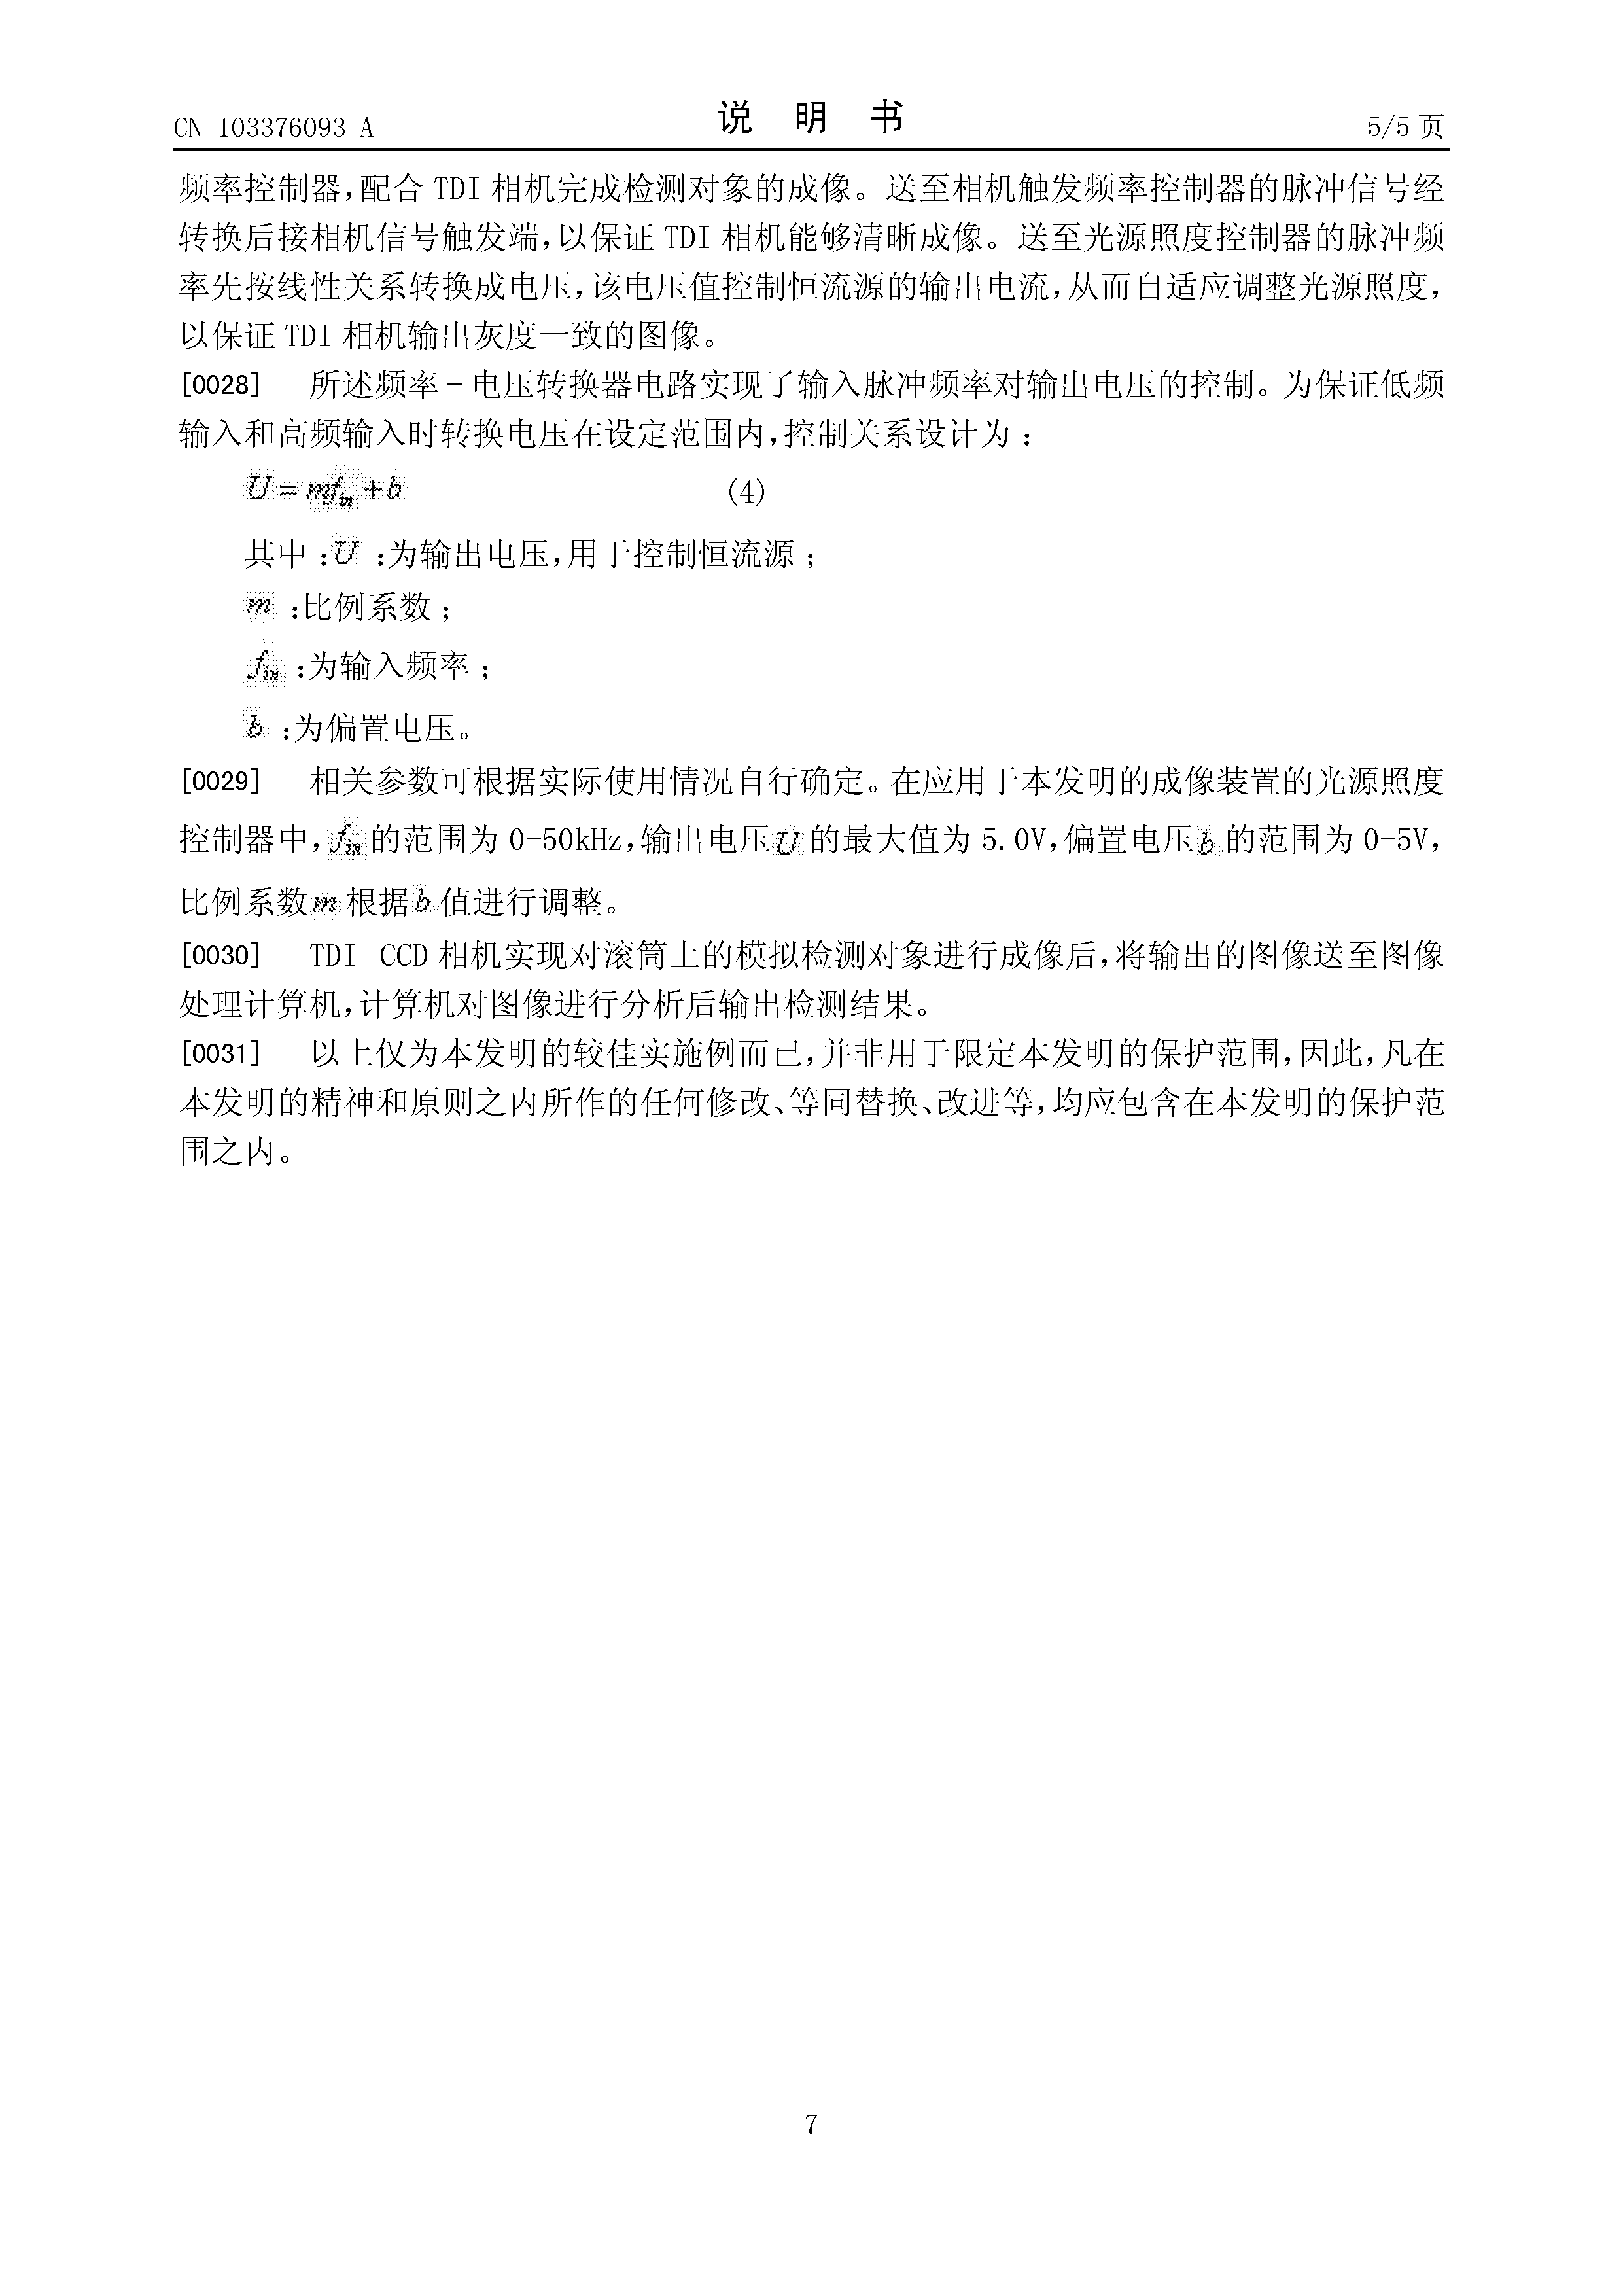 CN 103376093 A
说 明 书
5/5 页
频率控制器,配合 TDI 相机完成检测对象的成像。送至相机触发频率控制器的脉冲信号经
转换后接相机信号触发端,以保证 TDI 相机能够清晰成像。送至光源照度控制器的脉冲频
率先按线性关系转换成电压,该电压值控制恒流源的输出电流,从而自适应调整光源照度,
以保证 TDI 相机输出灰度一致的图像。
[0028] 所述频率-电压转换器电路实现了输入脉冲频率对输出电压的控制。为保证低频
输入和高频输入时转换电压在设定范围内,控制关系设计为:
U=mf_in+b (4)
其中:U:为输出电压,用于控制恒流源;
m:比例系数;
f_in:为输入频率;
b:为偏置电压。
[0029] 相关参数可根据实际使用情况自行确定。在应用于本发明的成像装置的光源照度
控制器中,f_in的范围为 0-50kHz,输出电压U的最大值为 5.0V,偏置电压b的范围为 0-5V,
比例系数m根据b值进行调整。
[0030] TDI CCD 相机实现对滚筒上的模拟检测对象进行成像后,将输出的图像送至图像
处理计算机,计算机对图像进行分析后输出检测结果。
[0031] 以上仅为本发明的较佳实施例而已,并非用于限定本发明的保护范围,因此,凡在
本发明的精神和原则之内所作的任何修改、等同替换、改进等,均应包含在本发明的保护范
围之内。
7